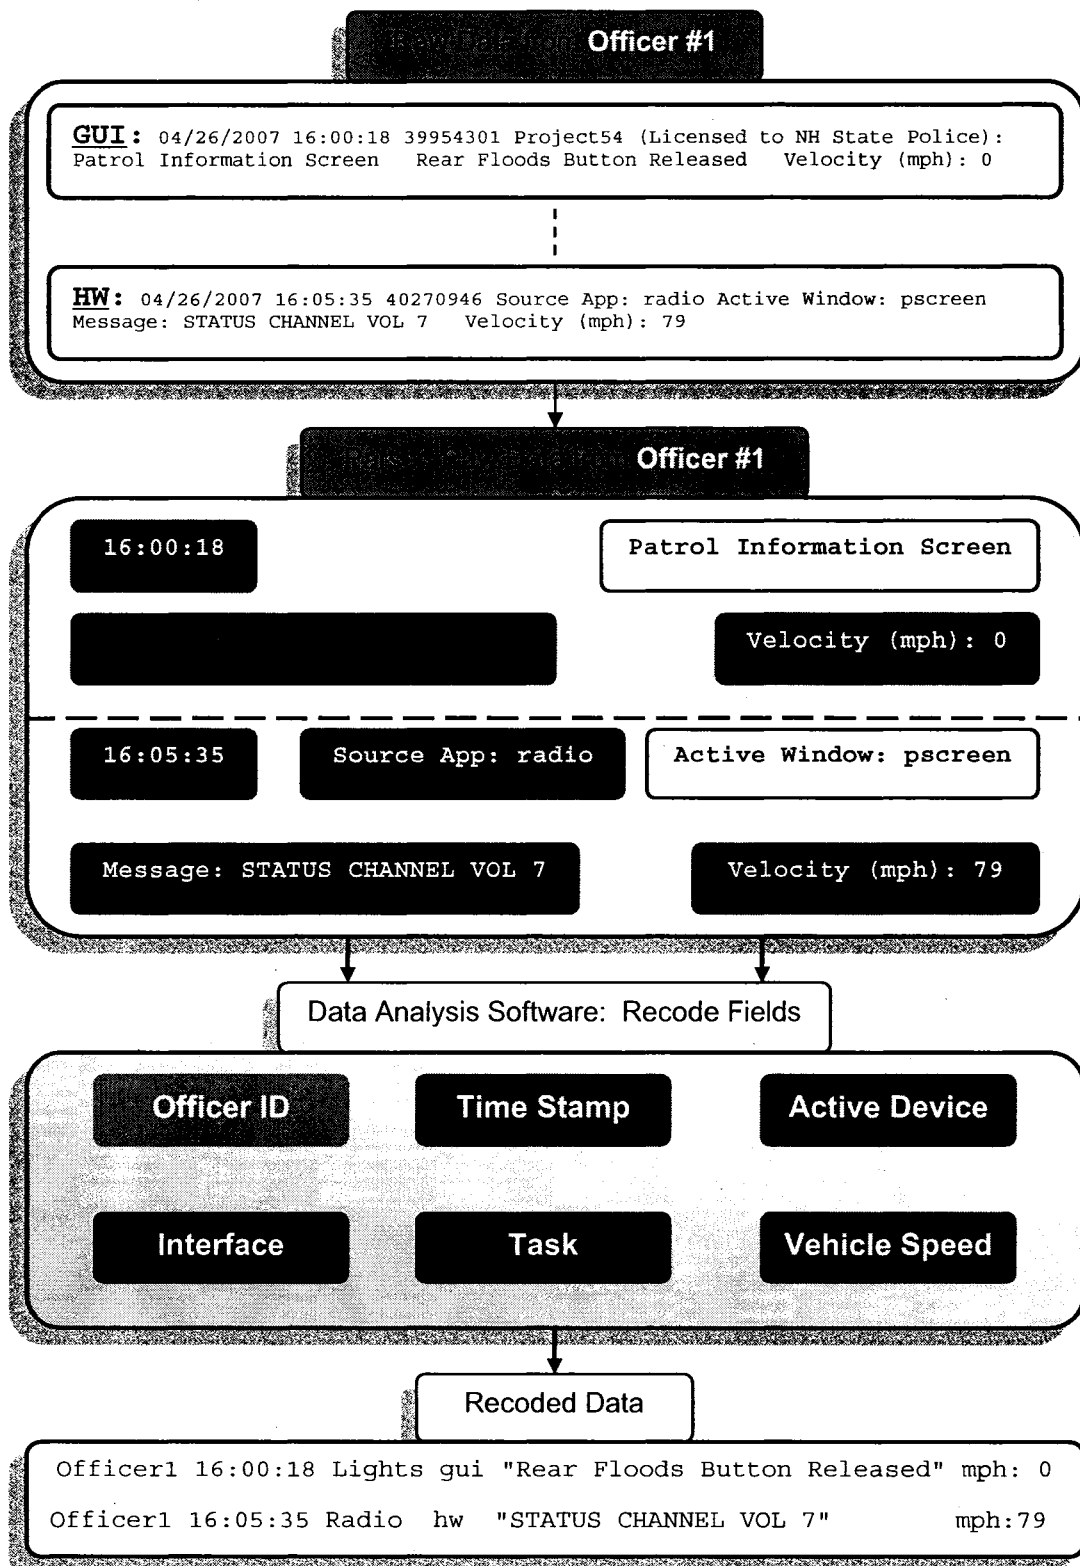 Officer #1
GUI: 04/26/2007 16:00:18 39954301 Project54 (Licensed to NH State Police):
Patrol Information Screen Rear Floods Button Released Velocity (mph): 0
HW: 04/26/2007 16:05:35 40270946 Source App: radio Active Window: pscreen
Message: STATUS CHANNEL VOL 7 Velocity (mph): 79
Officer #1
16:00:18 Patrol Information Screen
Velocity (mph): 0
16:05:35 Source App: radio Active Window: pscreen
Message: STATUS CHANNEL VOL 7 Velocity (mph): 79
Data Analysis Software: Recode Fields
Officer ID Time Stamp Active Device
Interface Task Vehicle Speed
Recoded Data
Officer1 16:00:18 Lights gui "Rear Floods Button Released" mph: 0
Officer1 16:05:35 Radio hw "STATUS CHANNEL VOL 7" mph:79